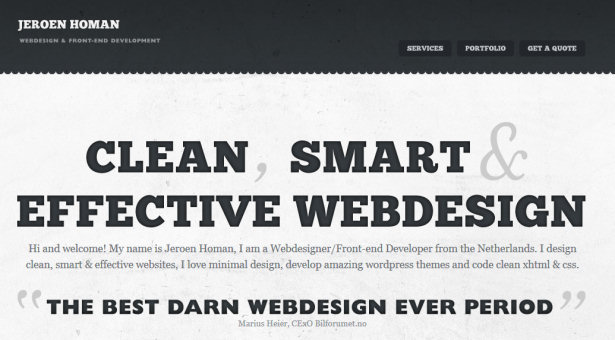 JEROEN HOMAN
WEBDESIGN & FRONT-END DEVELOPMENT
SERVICES
PORTFOLIO
GET A QUOTE
CLEAN, SMART &
EFFECTIVE WEBDESIGN
Hi and welcome! My name is Jeroen Homan, I am a Webdesigner/Front-end Developer from the Netherlands. I design
clean, smart & effective websites, I love minimal design, develop amazing wordpress themes and code clean xhtml & css.
“ THE BEST DARN WEBDESIGN EVER PERIOD ”
Marius Heier, CExO Bilforumet.no